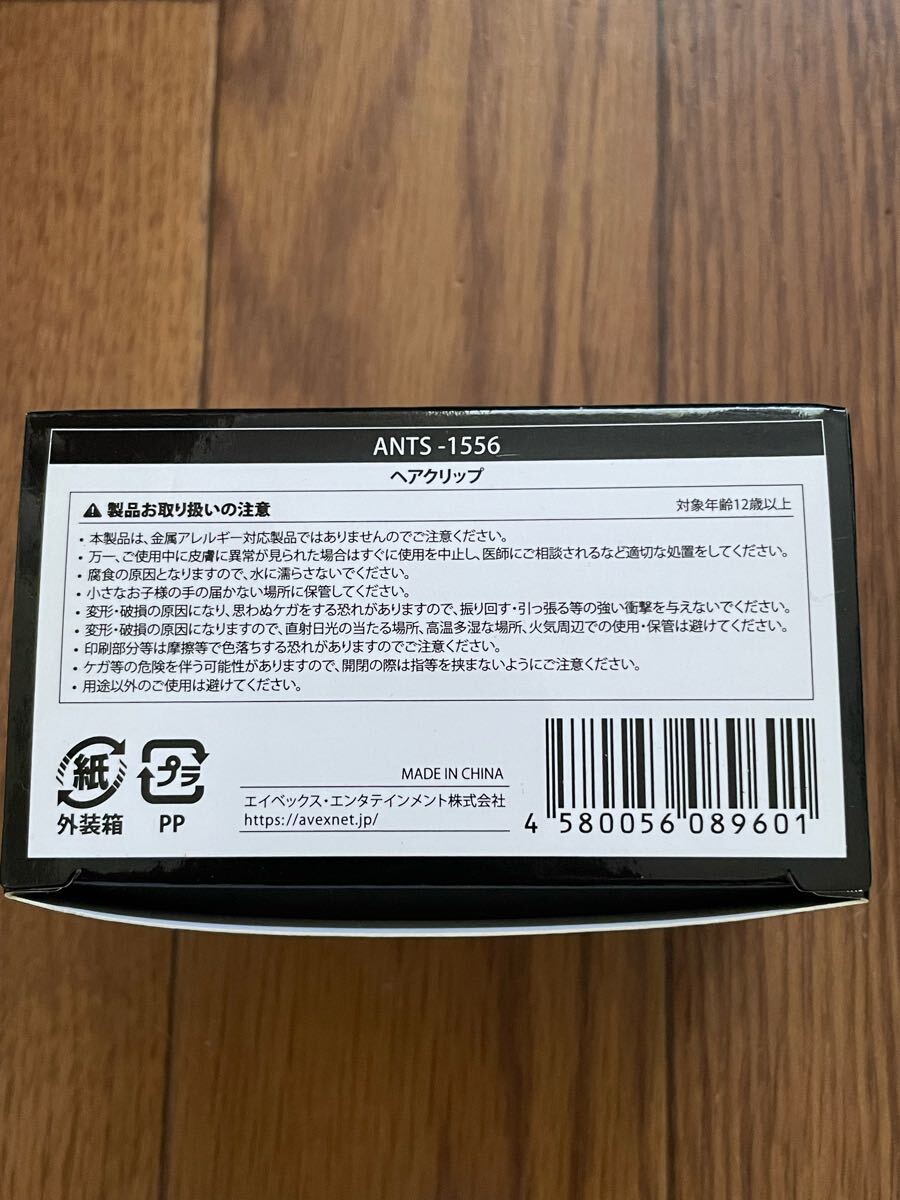 ANTS -1556
ヘアクリップ
製品お取り扱いの注意 対象年齢12歳以上
・本製品は、金属アレルギー対応製品ではありませんのでご注意ください。
・万一、ご使用中に皮膚に異常が見られた場合はすぐに使用を中止し、医師にご相談されるなど適切な処置をしてください。
・腐食の原因となりますので、水に濡らさないでください。
・小さなお子様の手の届かない場所に保管してください。
・変形・破損の原因になり、思わぬケガをする恐れがありますので、振り回す・引っ張る等の強い衝撃を与えないでください。
・変形・破損の原因になりますので、直射日光の当たる場所、高温多湿な場所、火気周辺での使用・保管は避けてください。
・印刷部分等は摩擦等で色落ちする恐れがありますのでご注意ください。
・ケガ等の危険を伴う可能性がありますので、開閉の際は指等を挟まないようにご注意ください。
・用途以外のご使用は避けてください。
紙
外装箱
プラ
PP
MADE IN CHINA
エイベックス・エンタテインメント株式会社
https://avexnet.jp/
4 580056 089601